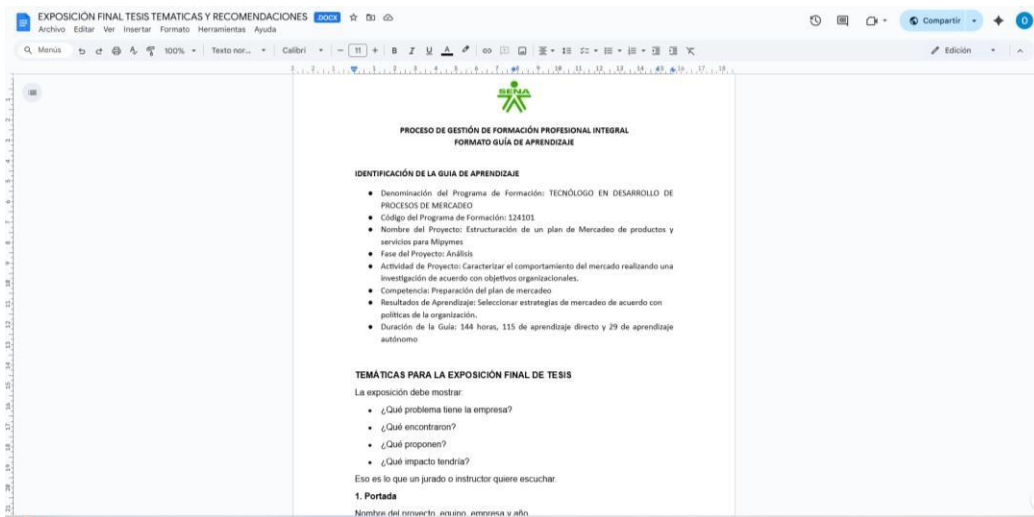 EXPOSICIÓN FINAL TESIS TEMATICAS Y RECOMENDACIONES .DOCX
Archivo Editar Ver Insertar Formato Herramientas Ayuda
Compartir
O
Menús 100% Texto nor... Calibri 11 B I U A Edición
SENA
PROCESO DE GESTIÓN DE FORMACIÓN PROFESIONAL INTEGRAL
FORMATO GUÍA DE APRENDIZAJE
IDENTIFICACIÓN DE LA GUIA DE APRENDIZAJE
● Denominación del Programa de Formación: TECNÓLOGO EN DESARROLLO DE
PROCESOS DE MERCADEO
● Código del Programa de Formación: 124101
● Nombre del Proyecto: Estructuración de un plan de Mercadeo de productos y
servicios para Mipymes
● Fase del Proyecto: Análisis
● Actividad de Proyecto: Caracterizar el comportamiento del mercado realizando una
investigación de acuerdo con objetivos organizacionales.
● Competencia: Preparación del plan de mercadeo
● Resultados de Aprendizaje: Seleccionar estrategias de mercadeo de acuerdo con
políticas de la organización.
● Duración de la Guía: 144 horas, 115 de aprendizaje directo y 29 de aprendizaje
autónomo
TEMÁTICAS PARA LA EXPOSICIÓN FINAL DE TESIS
La exposición debe mostrar:
• ¿Qué problema tiene la empresa?
• ¿Qué encontraron?
• ¿Qué proponen?
• ¿Qué impacto tendría?
Eso es lo que un jurado o instructor quiere escuchar.
1. Portada
Nombre del proyecto, equipo, empresa y año